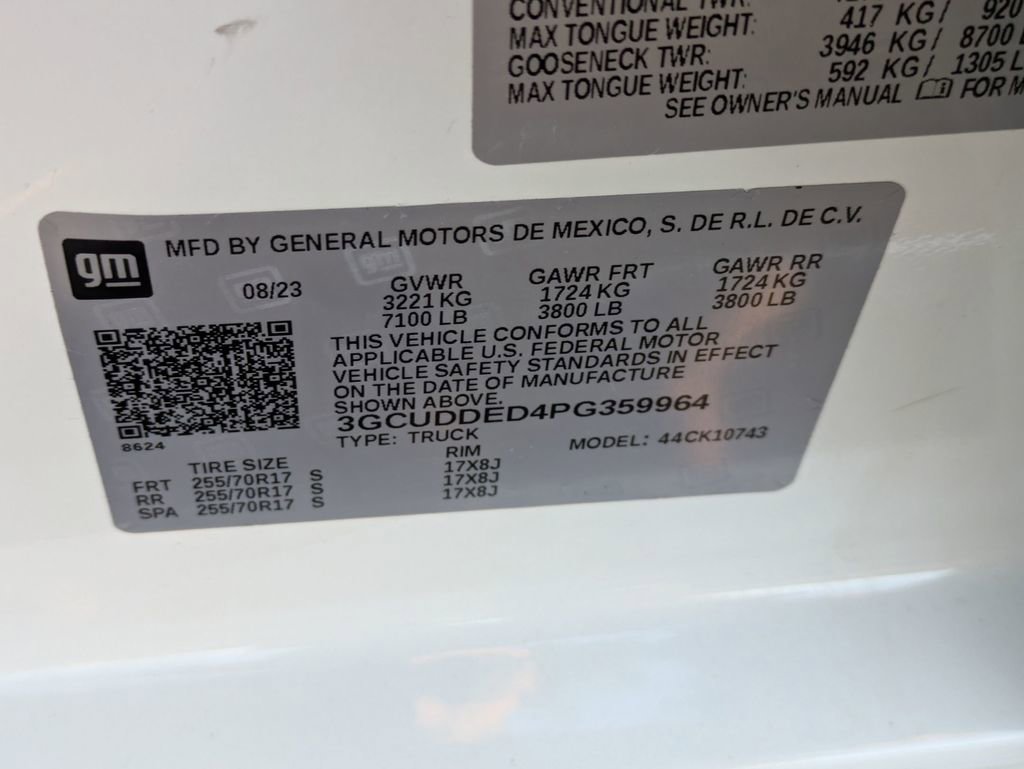 CONVENTIONAL TWR:
MAX TONGUE WEIGHT: 417 KG/ 920
GOOSENECK TWR: 3946 KG/ 8700
MAX TONGUE WEIGHT: 592 KG/ 1305 L
SEE OWNER'S MANUAL FOR M
gm MFD BY GENERAL MOTORS DE MEXICO, S. DE R.L. DE C.V.
08/23 GVWR GAWR FRT GAWR RR
3221 KG 1724 KG 1724 KG
7100 LB 3800 LB 3800 LB
THIS VEHICLE CONFORMS TO ALL
APPLICABLE U.S. FEDERAL MOTOR
VEHICLE SAFETY STANDARDS IN EFFECT
ON THE DATE OF MANUFACTURE
SHOWN ABOVE.
3GCUDDED4PG359964
8624 TYPE: TRUCK MODEL: 44CK10743
TIRE SIZE RIM
FRT 255/70R17 S 17X8J
RR 255/70R17 S 17X8J
SPA 255/70R17 S 17X8J